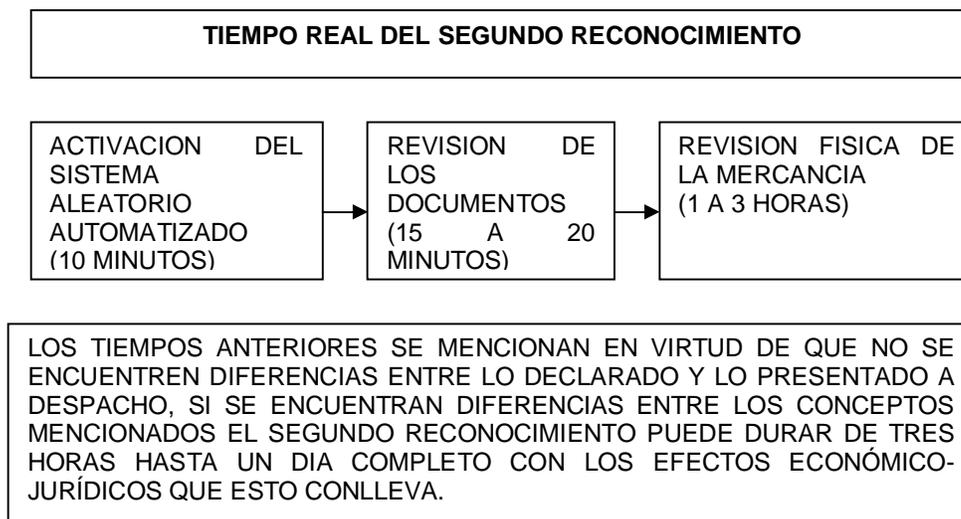 TIEMPO REAL DEL SEGUNDO RECONOCIMIENTO
ACTIVACION DEL
SISTEMA
ALEATORIO
AUTOMATIZADO
(10 MINUTOS)
REVISION DE
LOS
DOCUMENTOS
(15 A 20
MINUTOS)
REVISION FISICA DE
LA MERCANCIA
(1 A 3 HORAS)
LOS TIEMPOS ANTERIORES SE MENCIONAN EN VIRTUD DE QUE NO SE
ENCUENTREN DIFERENCIAS ENTRE LO DECLARADO Y LO PRESENTADO A
DESPACHO, SI SE ENCUENTRAN DIFERENCIAS ENTRE LOS CONCEPTOS
MENCIONADOS EL SEGUNDO RECONOCIMIENTO PUEDE DURAR DE TRES
HORAS HASTA UN DIA COMPLETO CON LOS EFECTOS ECONÓMICO-
JURÍDICOS QUE ESTO CONLLEVA.